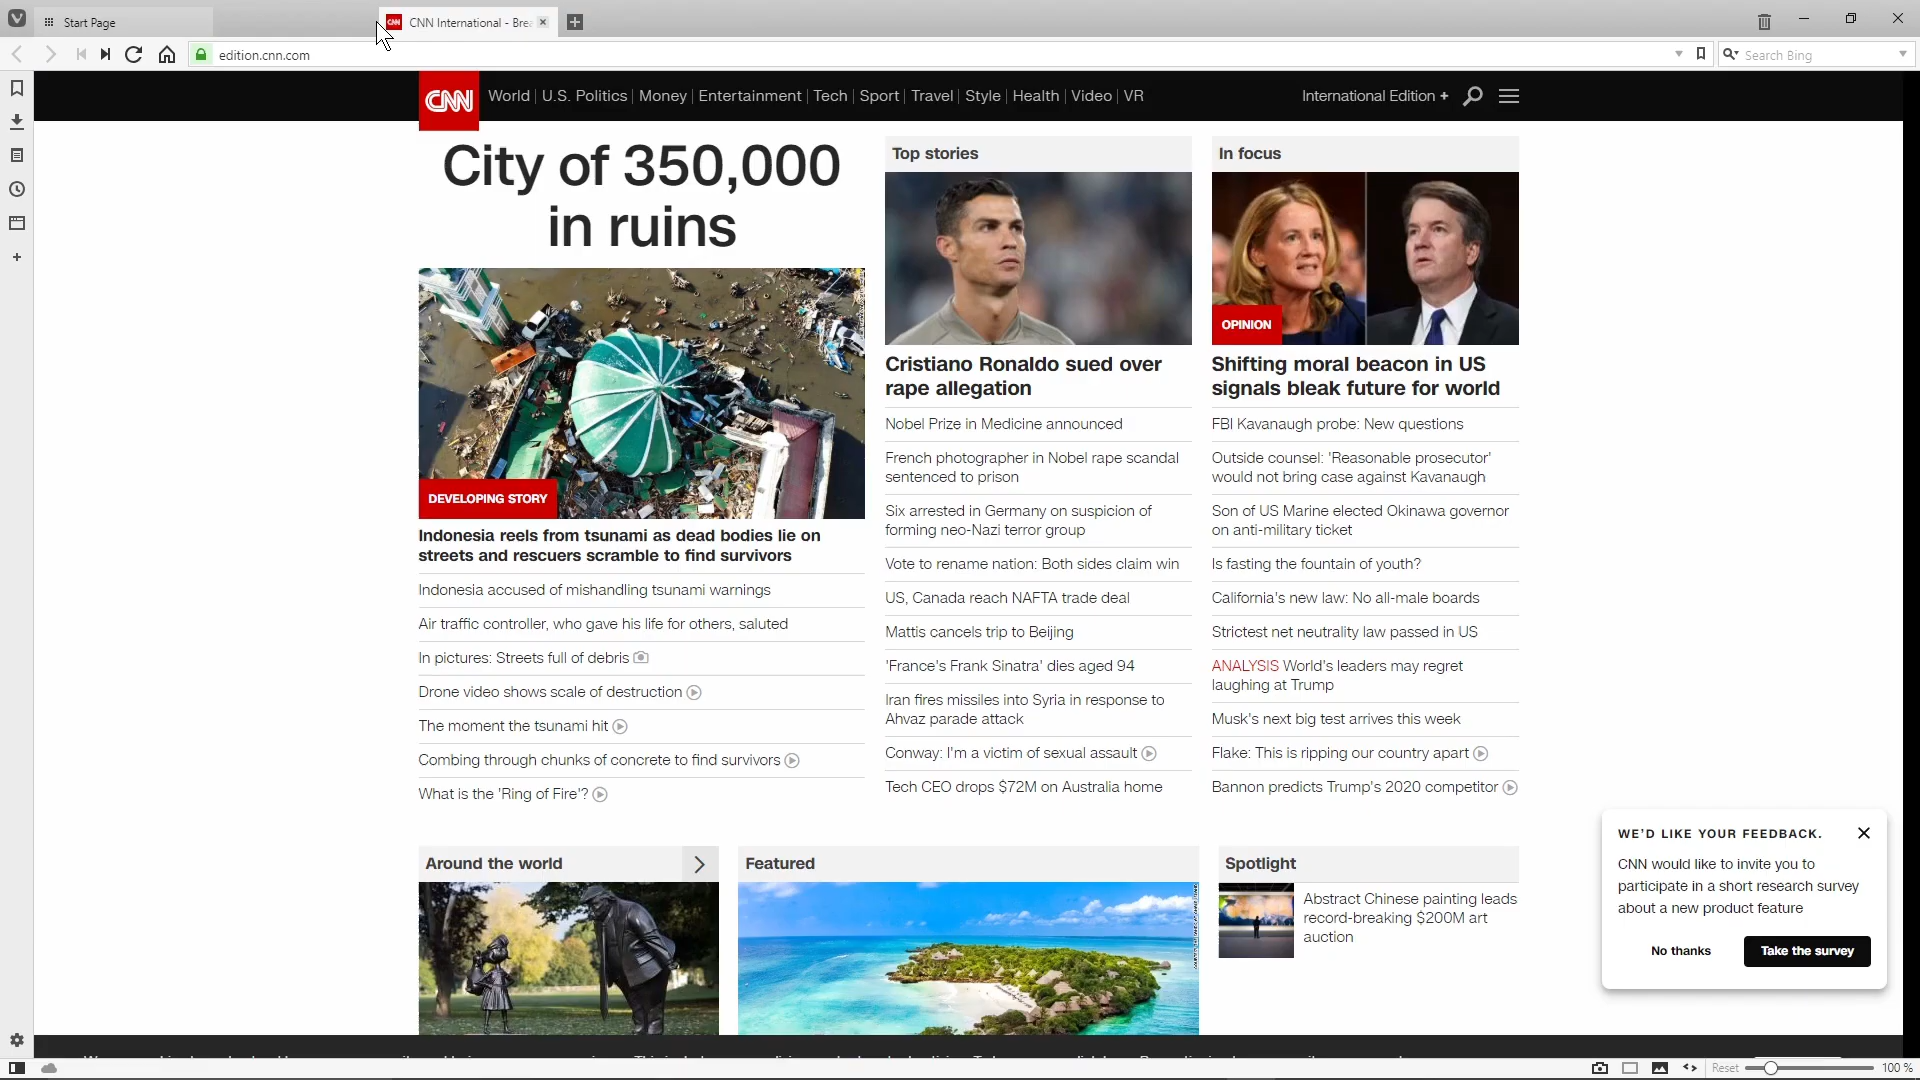 Start Page
CNN International - Brea
edition.cnn.com
Search Bing
CNN
World | U.S. Politics | Money | Entertainment | Tech | Sport | Travel | Style | Health | Video | VR
International Edition +
City of 350,000
in ruins
DEVELOPING STORY
Indonesia reels from tsunami as dead bodies lie on
streets and rescuers scramble to find survivors
Indonesia accused of mishandling tsunami warnings
Air traffic controller, who gave his life for others, saluted
In pictures: Streets full of debris
Drone video shows scale of destruction
The moment the tsunami hit
Combing through chunks of concrete to find survivors
What is the 'Ring of Fire'?
Top stories
Cristiano Ronaldo sued over
rape allegation
Nobel Prize in Medicine announced
French photographer in Nobel rape scandal
sentenced to prison
Six arrested in Germany on suspicion of
forming neo-Nazi terror group
Vote to rename nation: Both sides claim win
US, Canada reach NAFTA trade deal
Mattis cancels trip to Beijing
'France's Frank Sinatra' dies aged 94
Iran fires missiles into Syria in response to
Ahvaz parade attack
Conway: I'm a victim of sexual assault
Tech CEO drops $72M on Australia home
In focus
OPINION
Shifting moral beacon in US
signals bleak future for world
FBI Kavanaugh probe: New questions
Outside counsel: 'Reasonable prosecutor'
would not bring case against Kavanaugh
Son of US Marine elected Okinawa governor
on anti-military ticket
Is fasting the fountain of youth?
California's new law: No all-male boards
Strictest net neutrality law passed in US
ANALYSIS World's leaders may regret
laughing at Trump
Musk's next big test arrives this week
Flake: This is ripping our country apart
Bannon predicts Trump's 2020 competitor
Around the world
Featured
Spotlight
Abstract Chinese painting leads
record-breaking $200M art
auction
WE'D LIKE YOUR FEEDBACK.
CNN would like to invite you to
participate in a short research survey
about a new product feature
No thanks
Take the survey
Reset
100 %